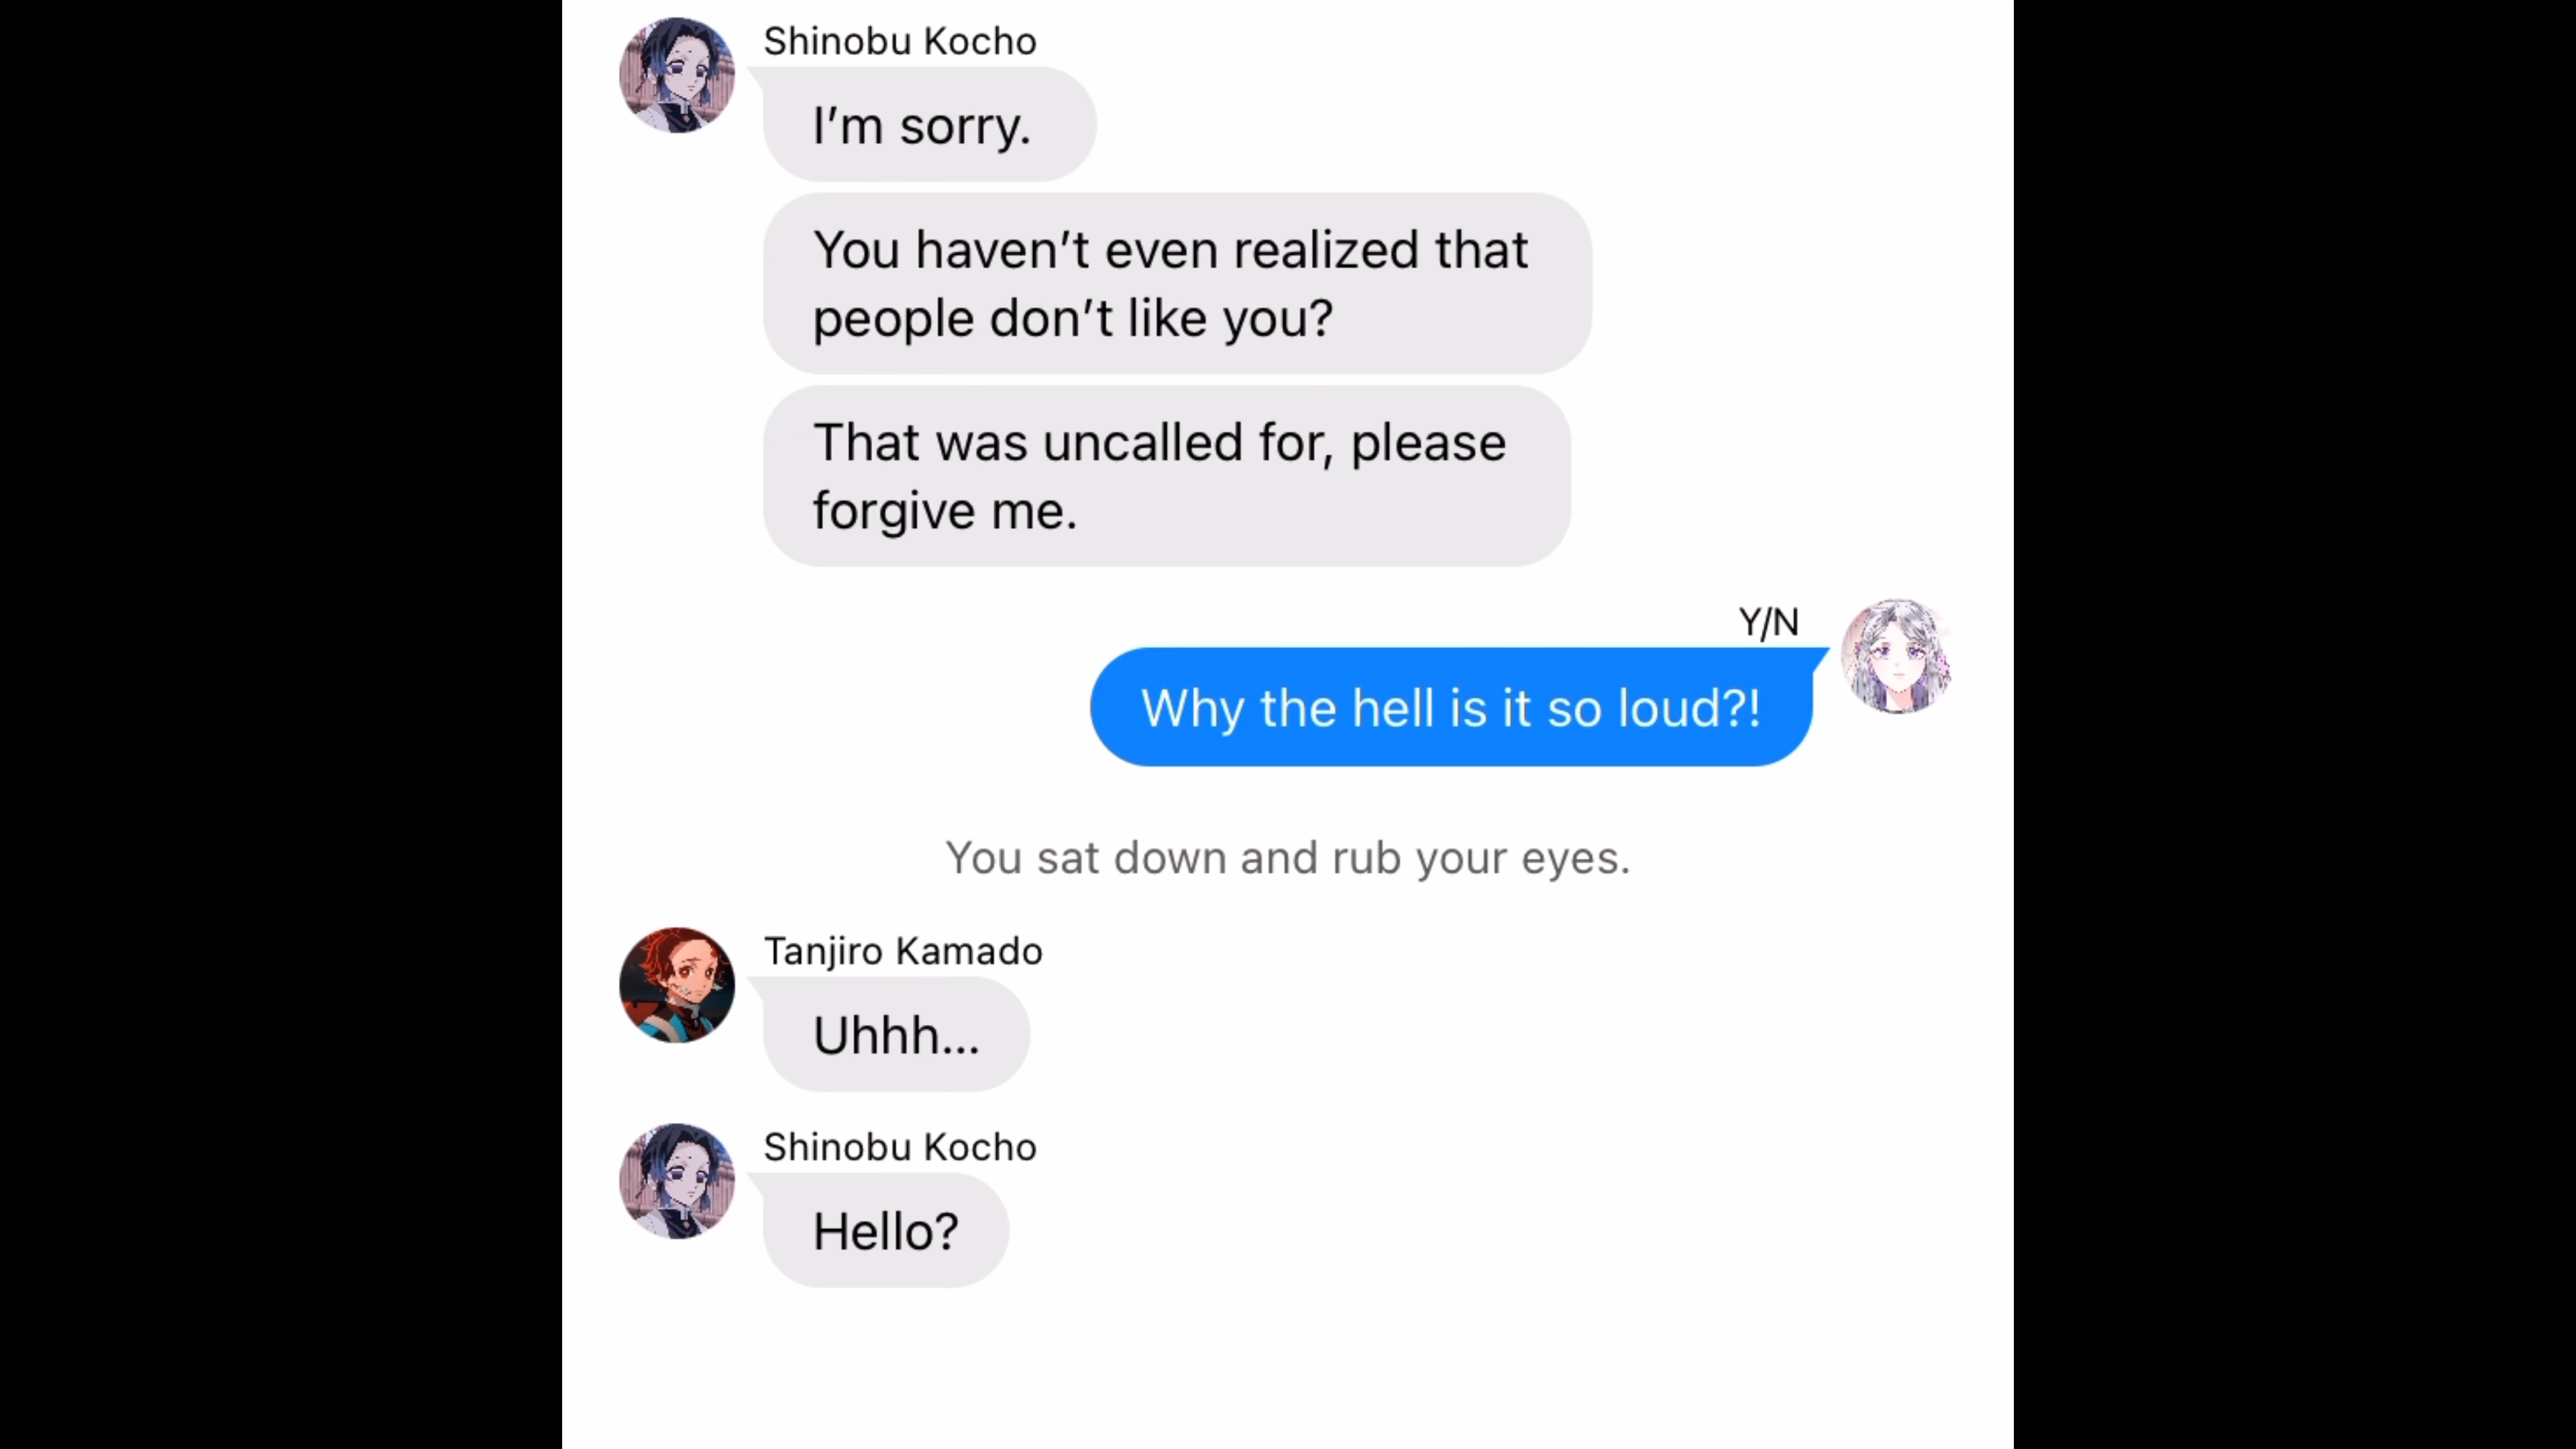 Shinobu Kocho
I’m sorry.
You haven’t even realized that
people don’t like you?
That was uncalled for, please
forgive me.
Y/N
Why the hell is it so loud?!
You sat down and rub your eyes.
Tanjiro Kamado
Uhhh...
Shinobu Kocho
Hello?